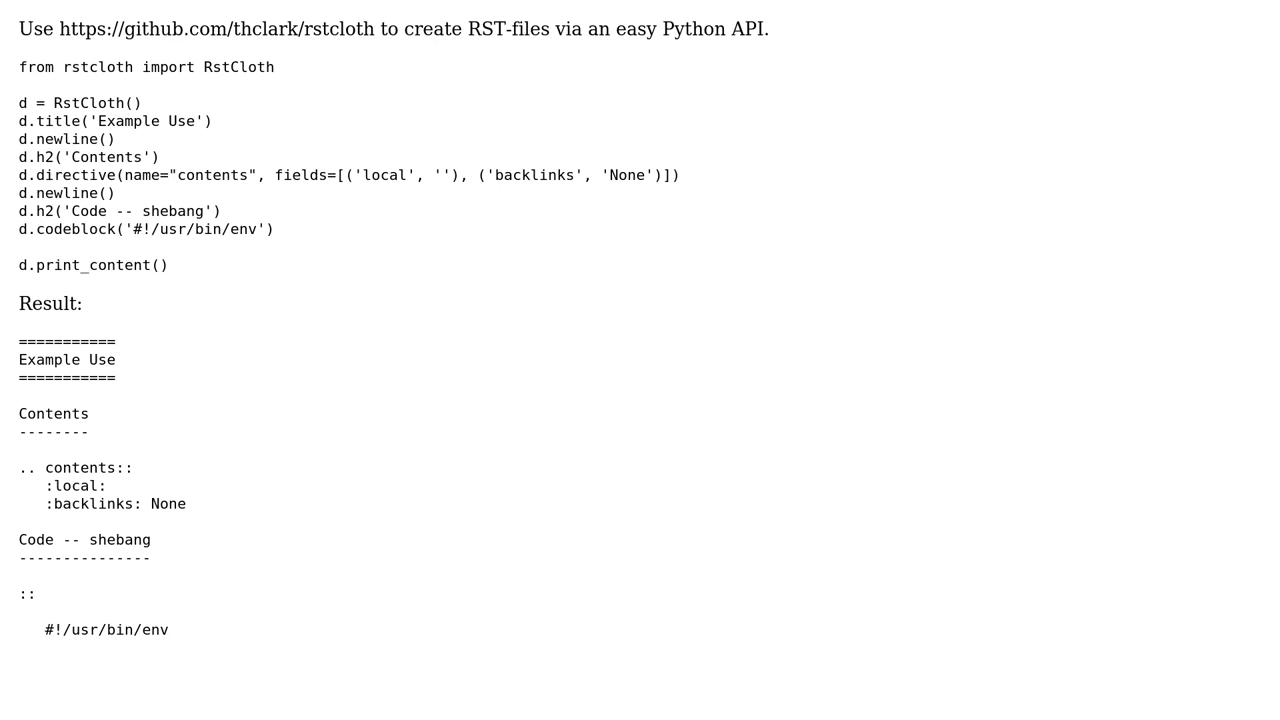 Use https://github.com/thclark/rstcloth to create RST-files via an easy Python API.
from rstcloth import RstCloth
d = RstCloth()
d.title('Example Use')
d.newline()
d.h2('Contents')
d.directive(name="contents", fields=[('local', ''), ('backlinks', 'None')])
d.newline()
d.h2('Code -- shebang')
d.codeblock('#!/usr/bin/env')
d.print_content()
Result:
===========
Example Use
===========
Contents
--------
.. contents::
   :local:
   :backlinks: None
Code -- shebang
---------------
::
   #!/usr/bin/env